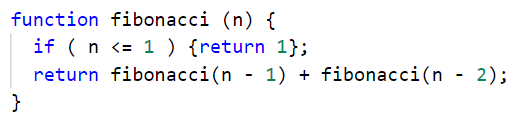 function fibonacci (n) {
  if ( n <= 1 ) {return 1};
  return fibonacci(n - 1) + fibonacci(n - 2);
}